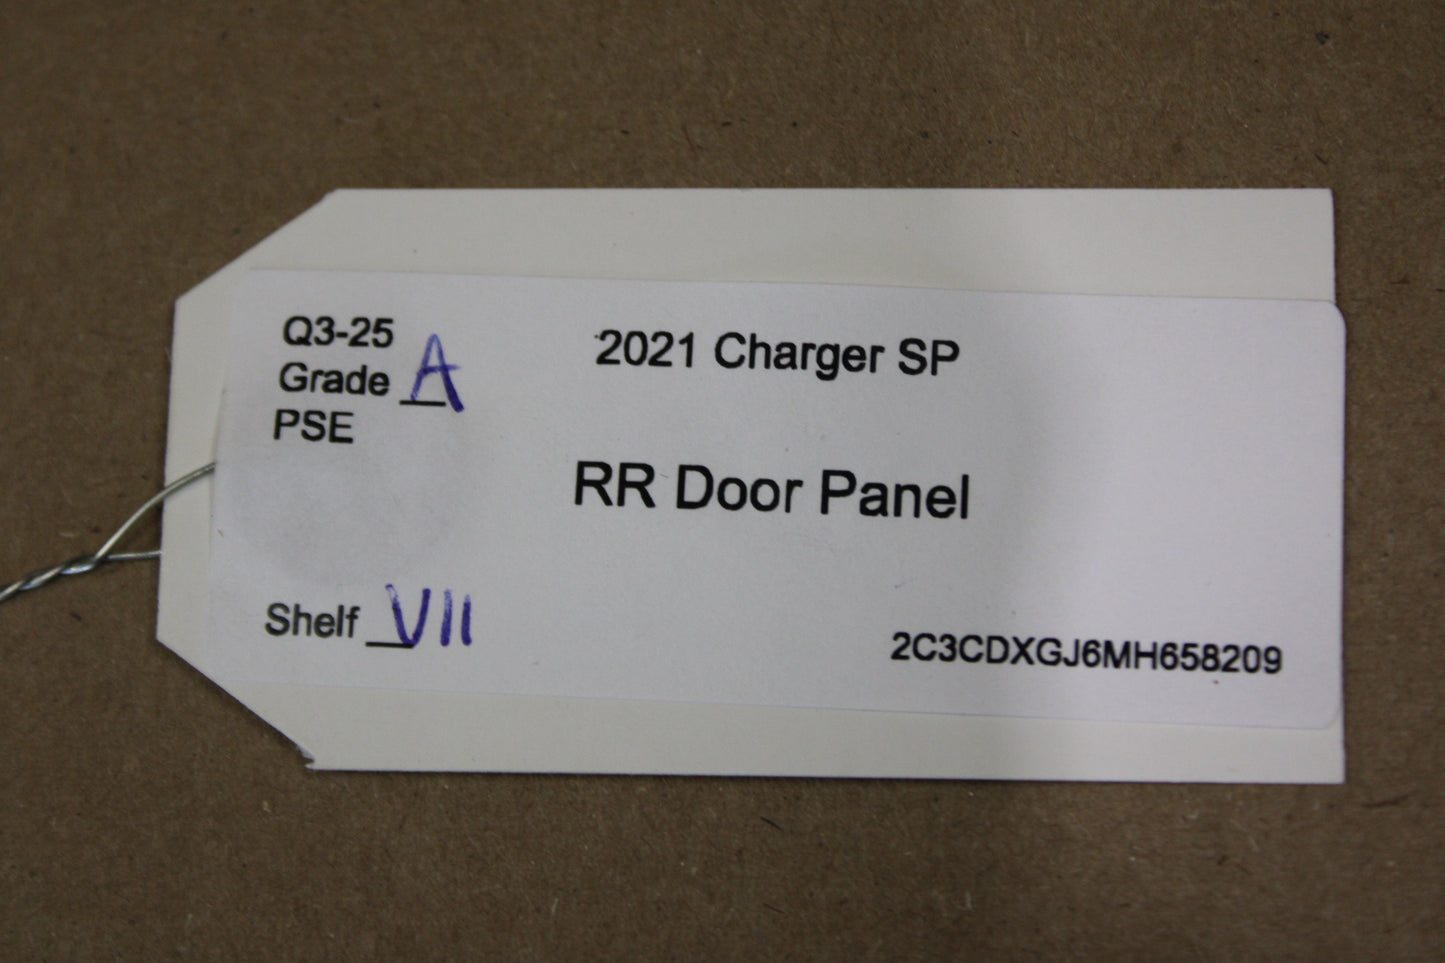 Q3-25
Grade A
PSE
2021 Charger SP
RR Door Panel
Shelf VII
2C3CDXGJ6MH658209